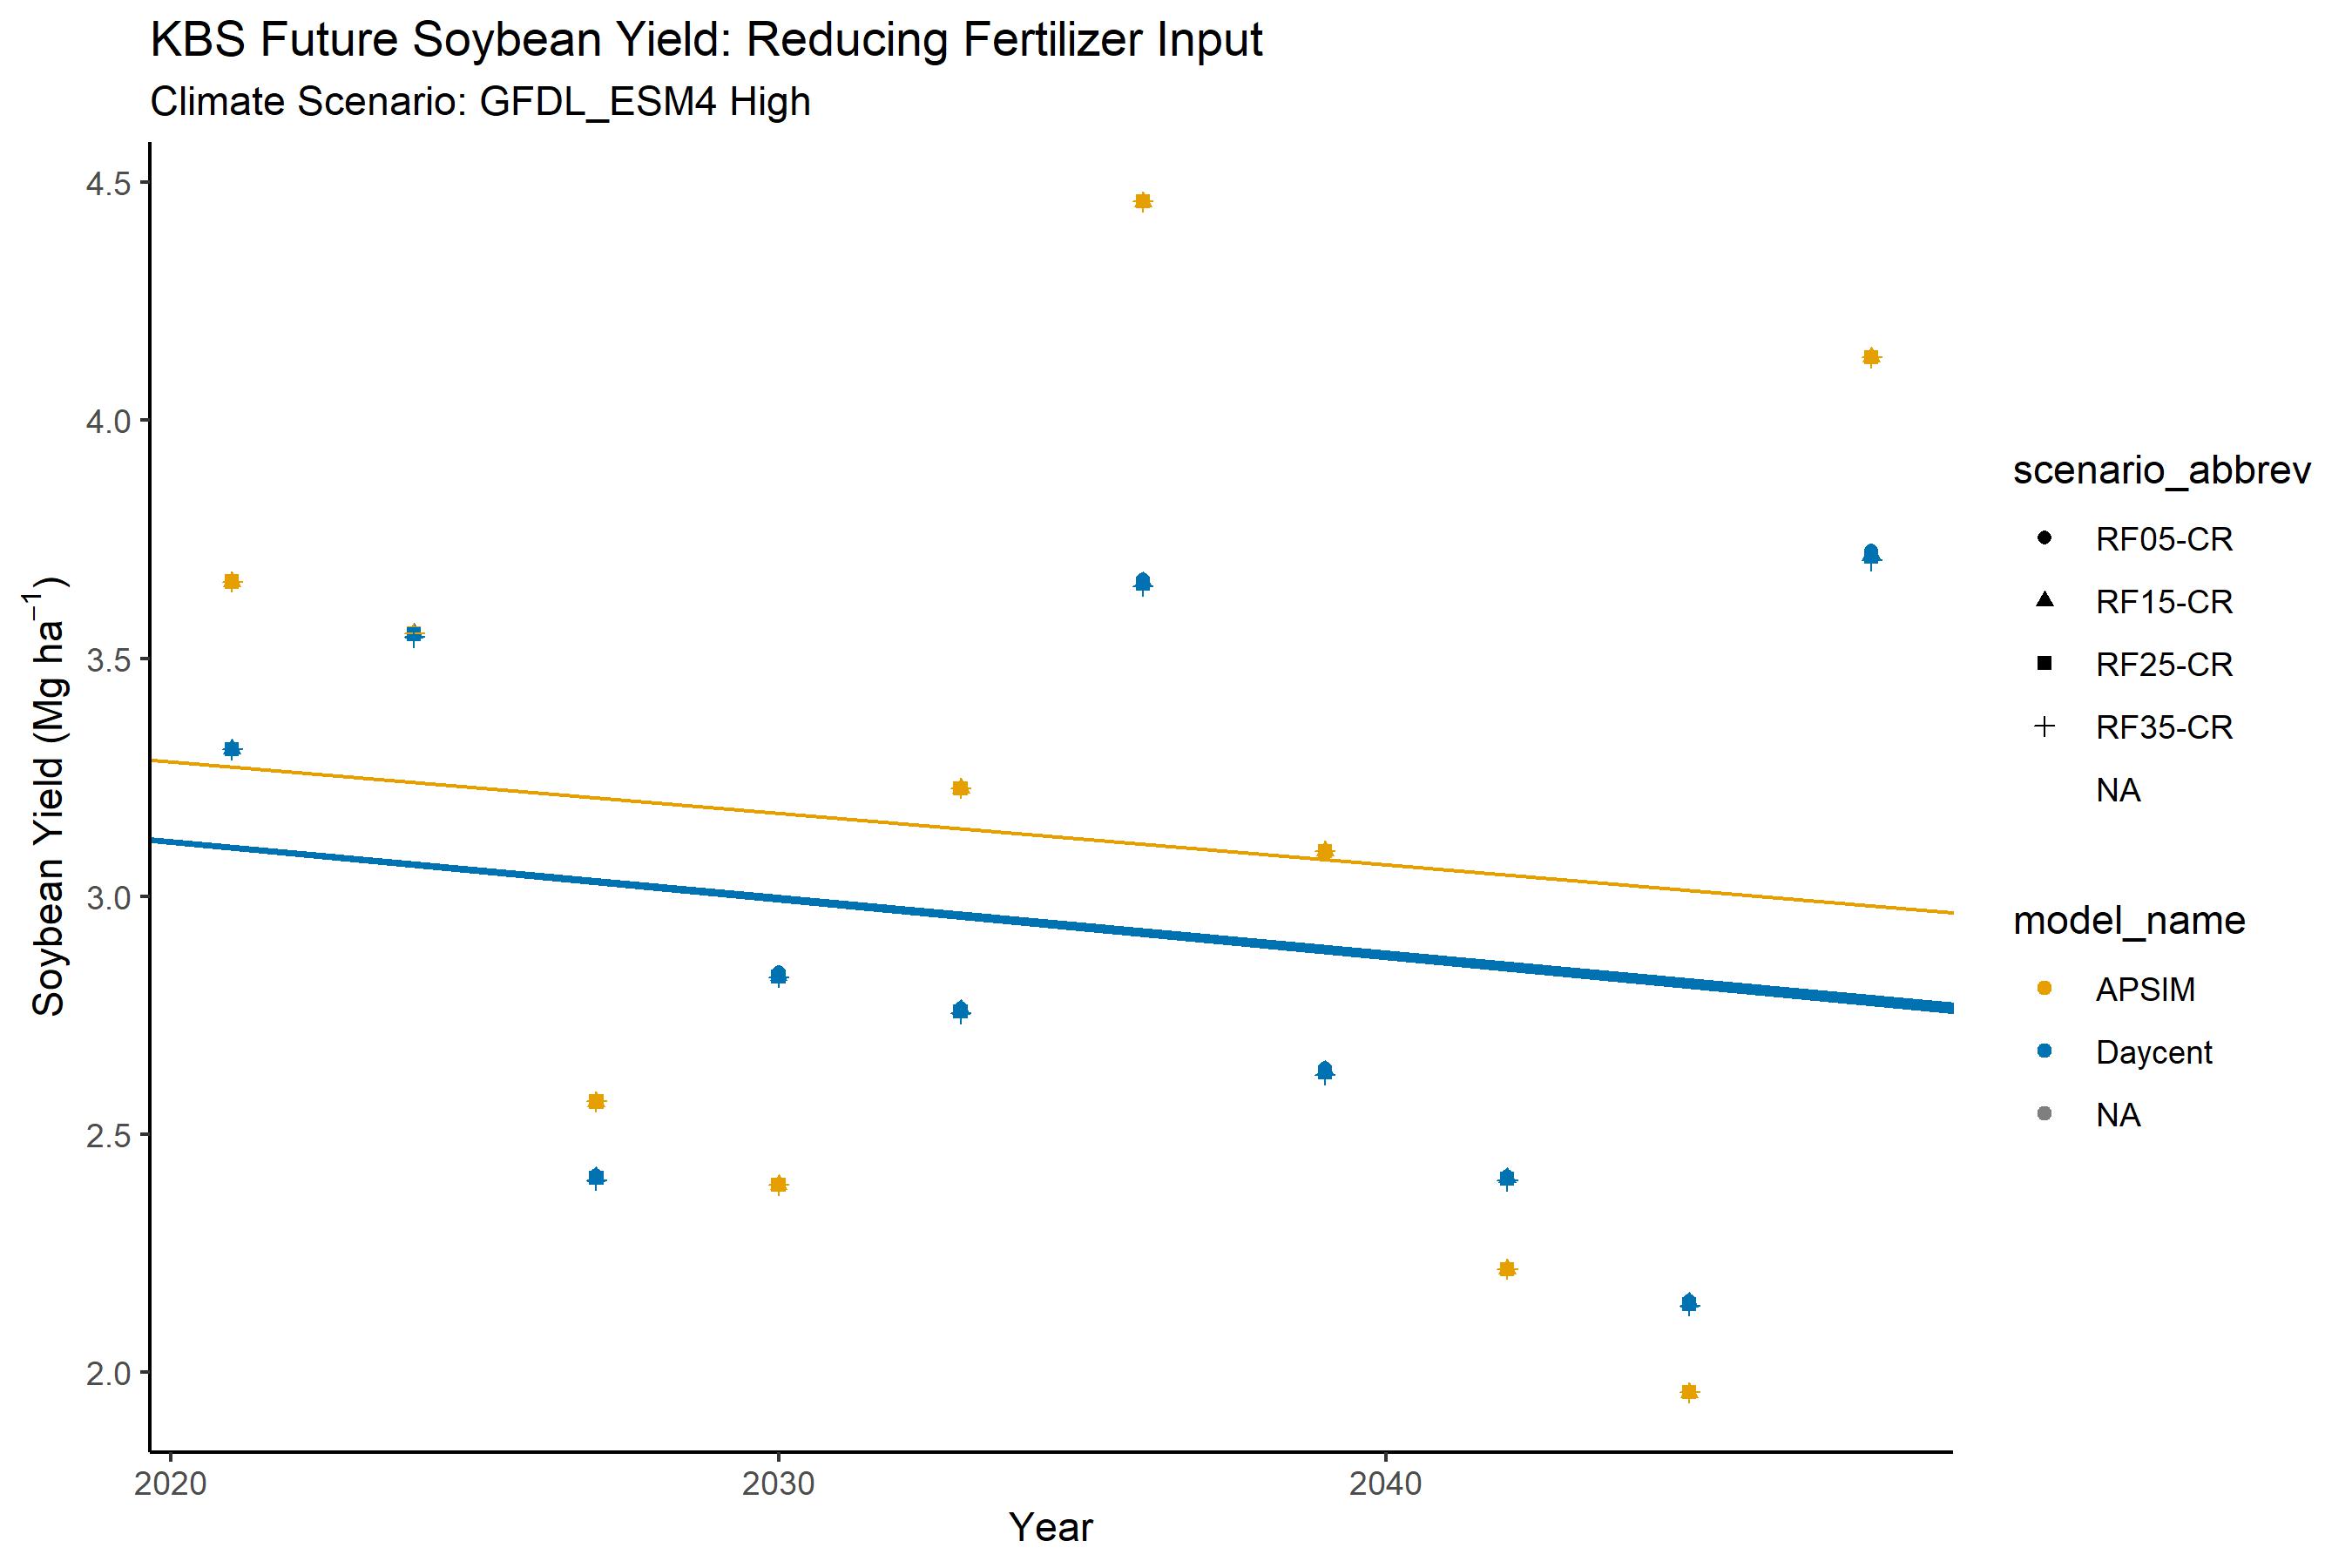 KBS Future Soybean Yield: Reducing Fertilizer Input
Climate Scenario: GFDL_ESM4 High
Soybean Yield (Mg ha⁻¹)
4.5
4.0
3.5
3.0
2.5
2.0
2020
2030
2040
Year
scenario_abbrev
RF05-CR
RF15-CR
RF25-CR
RF35-CR
NA
model_name
APSIM
Daycent
NA